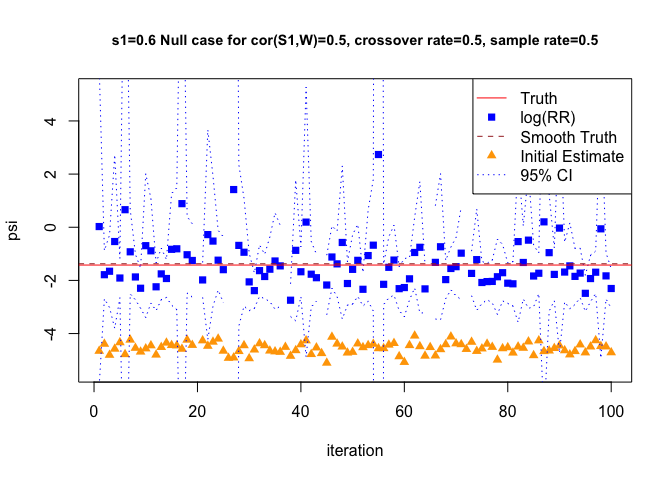 s1=0.6 Null case for cor(S1,W)=0.5, crossover rate=0.5, sample rate=0.5
Truth
log(RR)
Smooth Truth
Initial Estimate
95% CI
psi
4
2
0
-2
-4
0 20 40 60 80 100
iteration